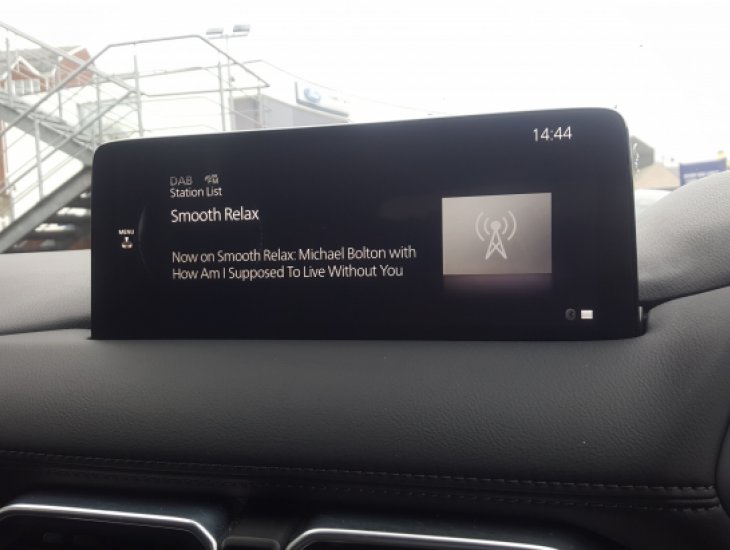 14:44
DAB FM
Station List
Smooth Relax
MENU
Now on Smooth Relax: Michael Bolton with
How Am I Supposed To Live Without You